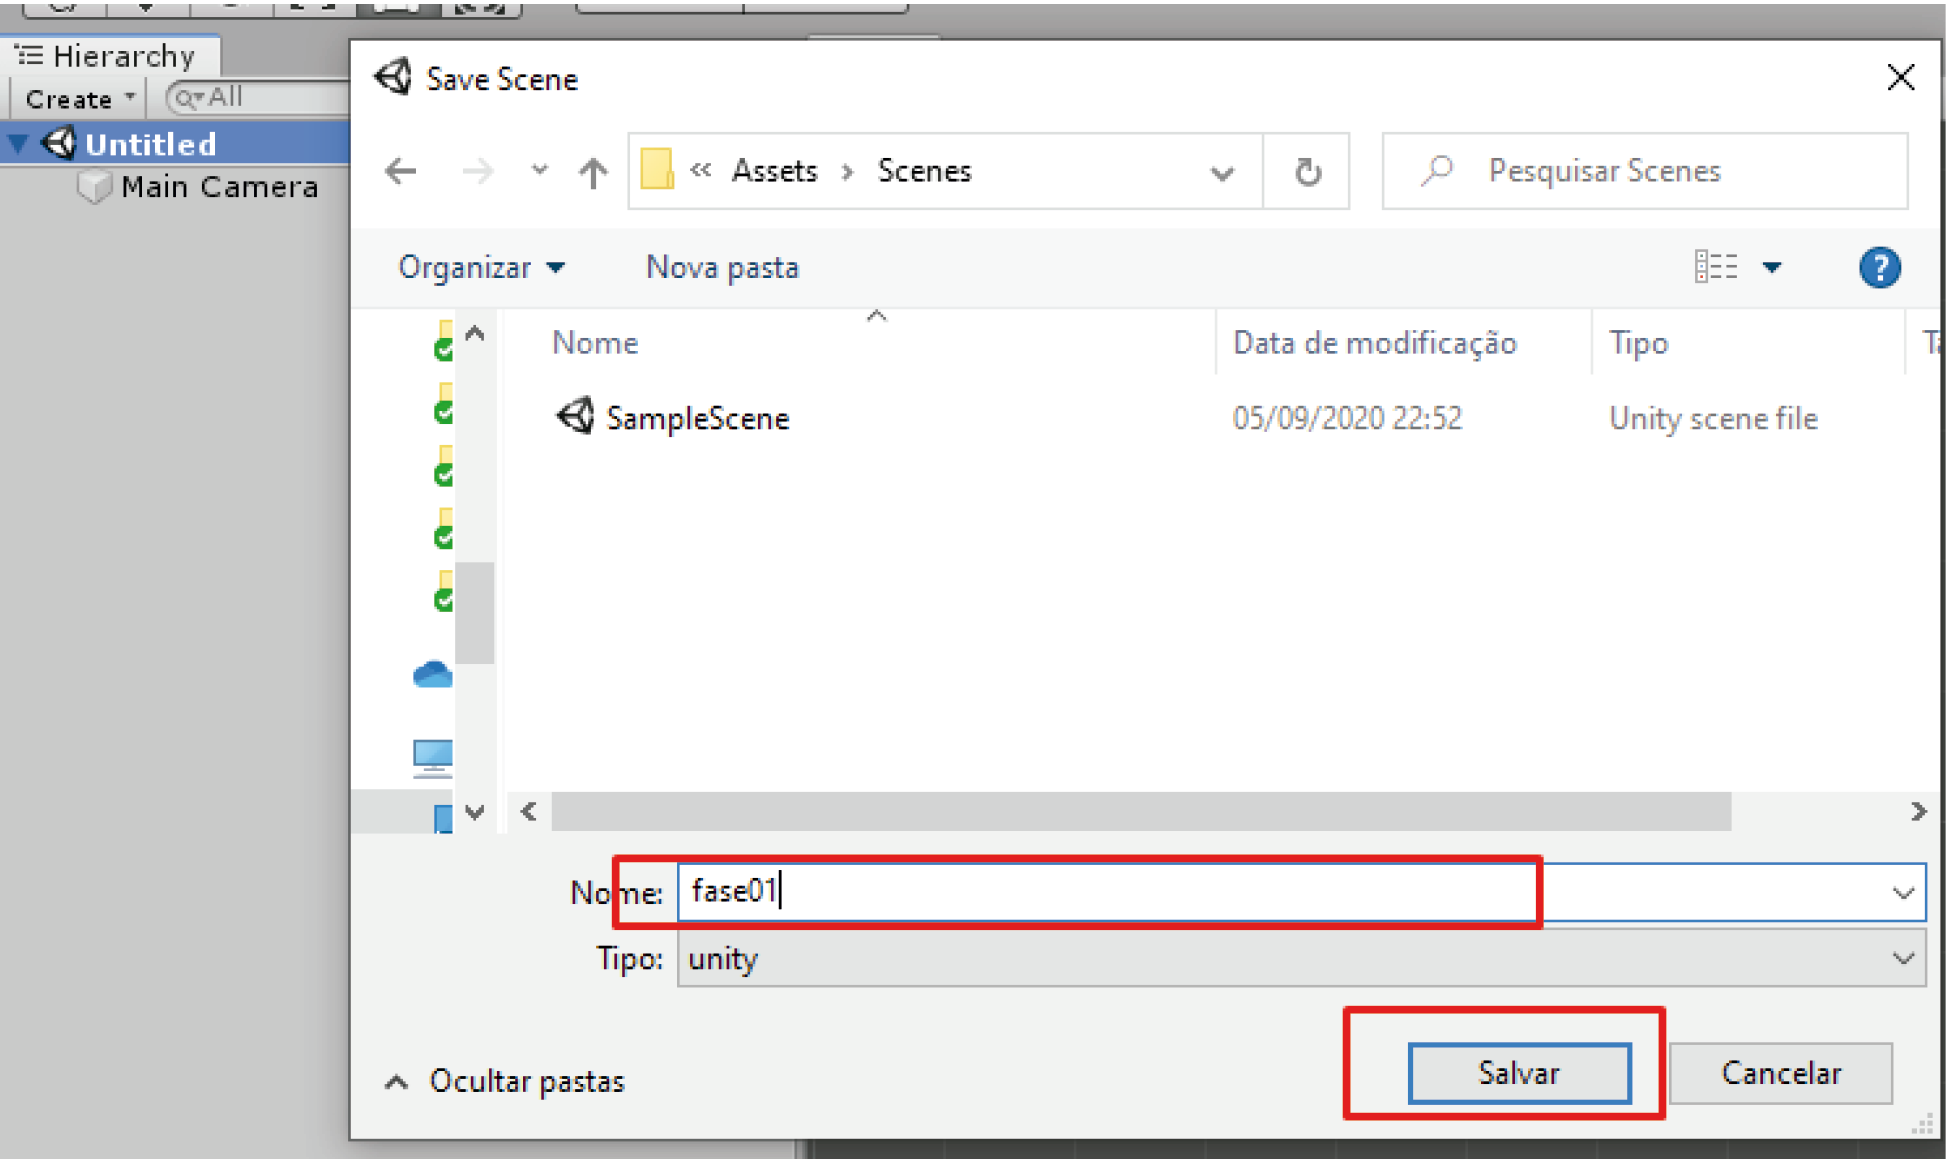 Hierarchy
Create
All
Untitled
Main Camera
Save Scene
« Assets › Scenes
Pesquisar Scenes
Organizar
Nova pasta
?
Nome
Data de modificação
Tipo
SampleScene
05/09/2020 22:52
Unity scene file
Nome: fase01
Tipo: unity
Ocultar pastas
Salvar
Cancelar